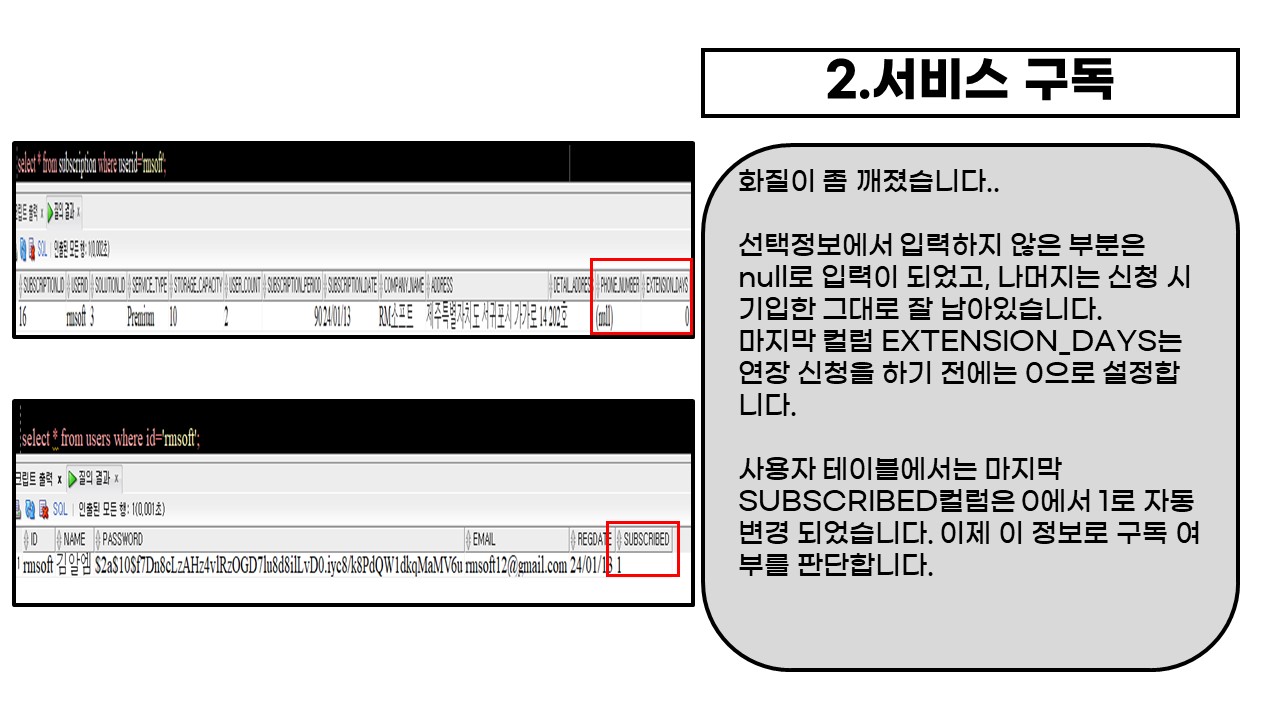 2.서비스 구독
select * from subscription where userid='rmsoft';
립트 출력 x 질의 결과 x
SQL | 인출된 모든 행: 1(0,002초)
SUBSCRIPTIONID USERID SOLUTIONID SERVICE_TYPE STORAGE_CAPACITY USER_COUNT SUBSCRIPTION_PERIOD SUBSCRIPTION_DATE COMPANY_NAME ADDRESS DETAIL_ADDRES PHONE_NUMBER EXTENSION_DAYS
16 rmsoft 3 Premium 10 2 90 24/01/13 RM소프트 제주특별자치도 서귀포시 가가로 14 202호 (null) 0
select * from users where id='rmsoft';
크립트 출력 x 질의 결과 x
SQL | 인출된 모든 행: 1(0,001초)
ID NAME PASSWORD EMAIL REGDATE SUBSCRIBED
1 rmsoft 김알엠 rmsoft12@gmail.com 24/01/13 1
화질이 좀 깨졌습니다..
선택정보에서 입력하지 않은 부분은
null로 입력이 되었고, 나머지는 신청 시
기입한 그대로 잘 남아있습니다.
마지막 컬럼 EXTENSION_DAYS는
연장 신청을 하기 전에는 0으로 설정합
니다.
사용자 테이블에서는 마지막
SUBSCRIBED컬럼은 0에서 1로 자동
변경 되었습니다. 이제 이 정보로 구독 여
부를 판단합니다.